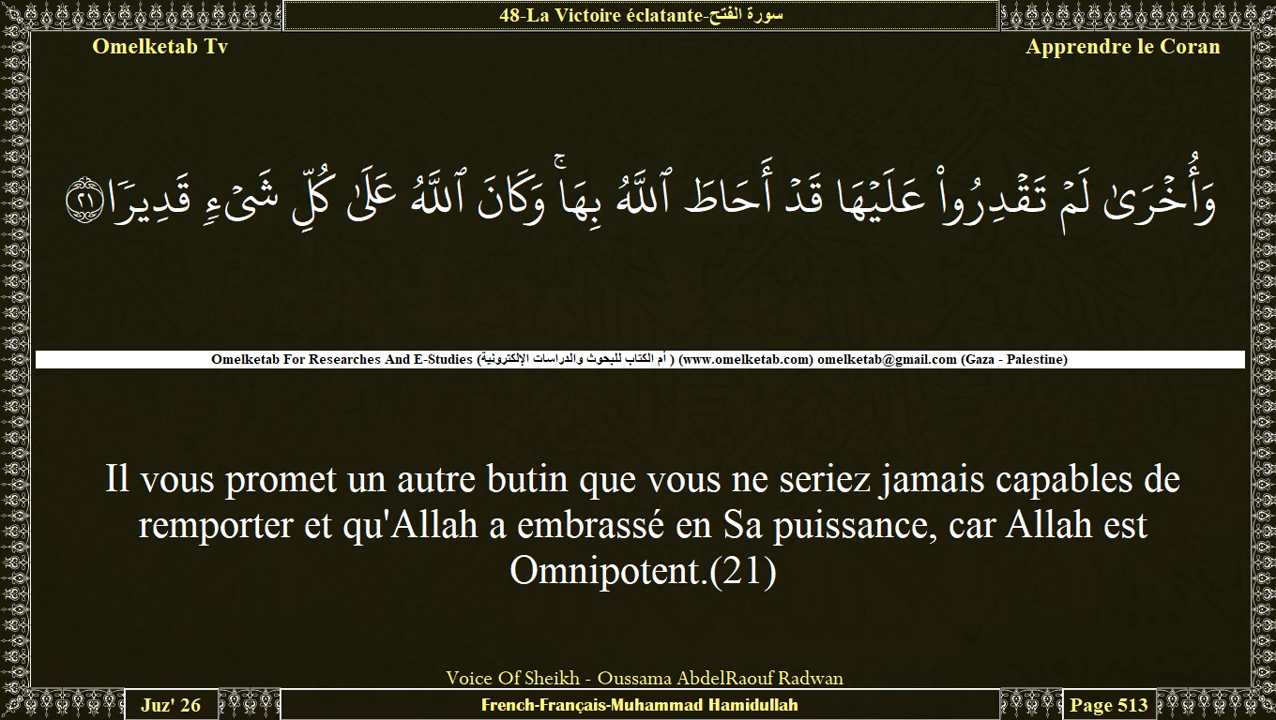 48-La Victoire éclatante-سورة الفتح
Omelketab Tv
Apprendre le Coran
وَأُخْرَىٰ لَمْ تَقْدِرُوا۟ عَلَيْهَا قَدْ أَحَاطَ ٱللَّهُ بِهَا ۚ وَكَانَ ٱللَّهُ عَلَىٰ كُلِّ شَىْءٍ قَدِيرًا ٢١
Omelketab For Researches And E-Studies (أم الكتاب للبحوث والدراسات الإلكترونية ) (www.omelketab.com) omelketab@gmail.com (Gaza - Palestine)
Il vous promet un autre butin que vous ne seriez jamais capables de
remporter et qu'Allah a embrassé en Sa puissance, car Allah est
Omnipotent.(21)
Voice Of Sheikh - Oussama AbdelRaouf Radwan
Juz' 26
French-Français-Muhammad Hamidullah
Page 513